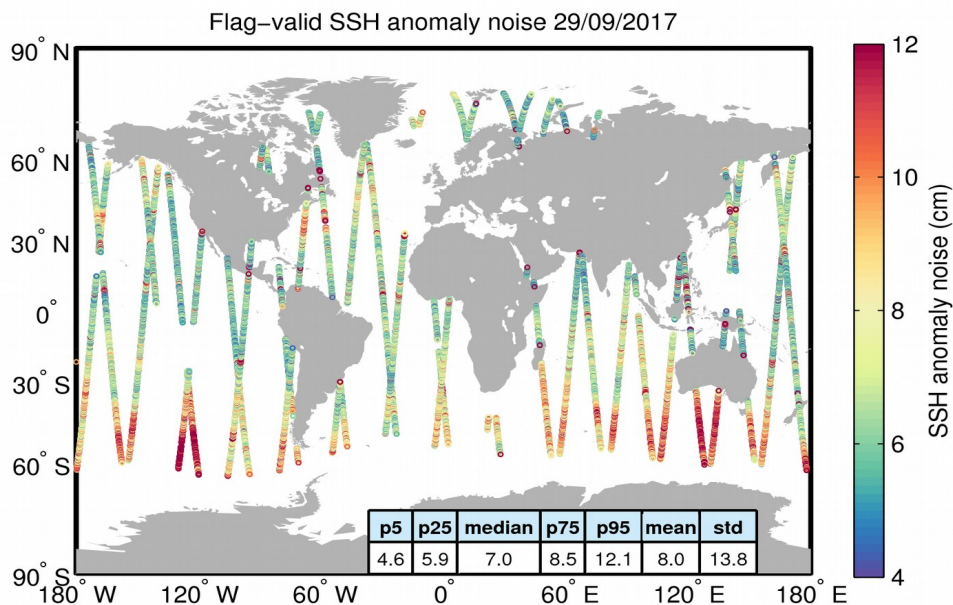 Flag−valid SSH anomaly noise 29/09/2017
90° N
60° N
30° N
0°
30° S
60° S
90° S
180° W
120° W
60° W
0°
60° E
120° E
180° E
p5 p25 median p75 p95 mean std
4.6 5.9 7.0 8.5 12.1 8.0 13.8
12
10
8
6
4
SSH anomaly noise (cm)